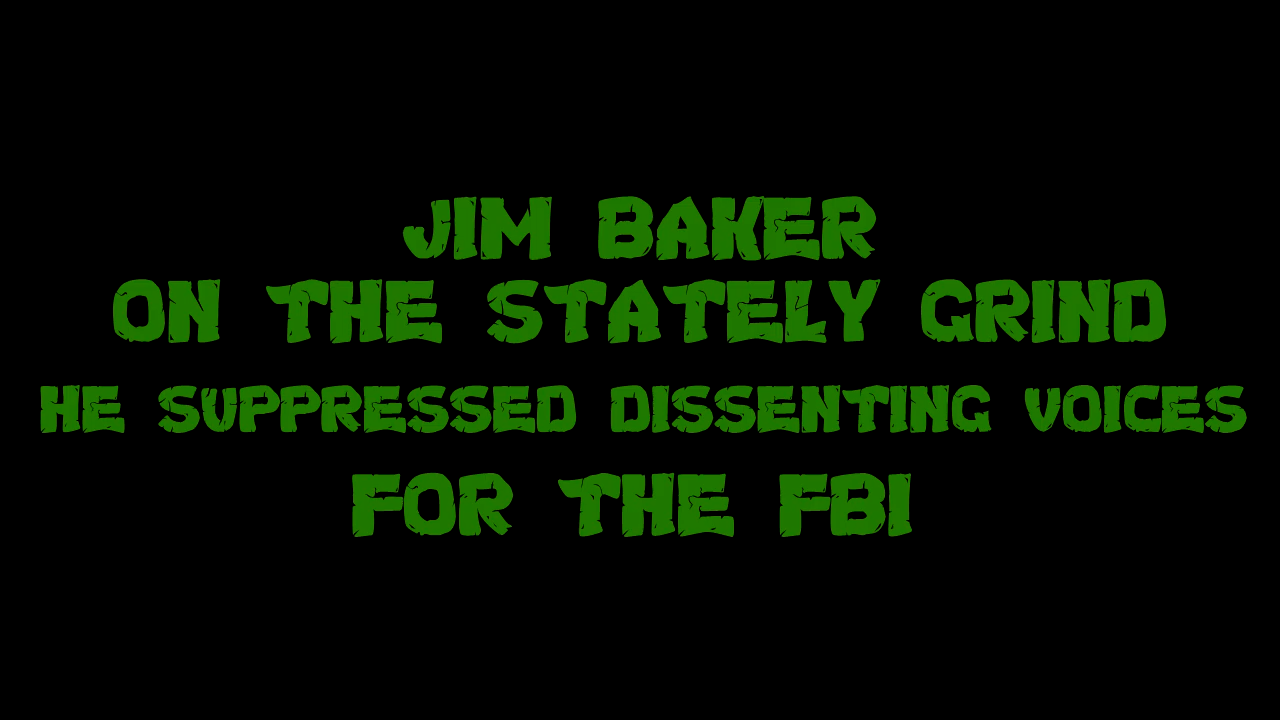 JIM BAKER
ON THE STATELY GRIND
HE SUPPRESSED DISSENTING VOICES
FOR THE FBI